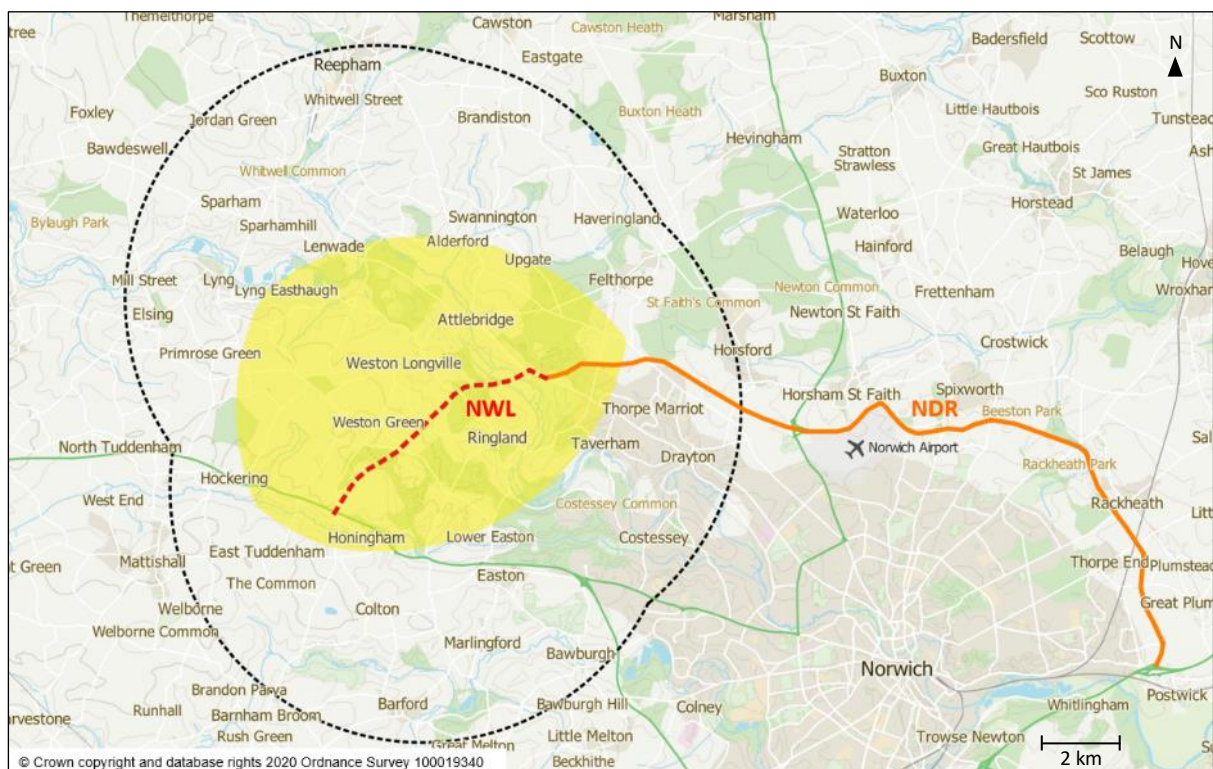 Themelthorpe
Cawston
Marsham
Cawston Heath
Badersfield
Scottow
tree
Eastgate
N
Reepham
Buxton
Sco Ruston
Whitwell Street
Foxley
Jordan Green
Brandiston
Buxton Heath
Little Hautbois
Tunstead
Hevingham
Bawdeswell
Stratton
Strawless
Great Hautbois
Ash
Whitwell Common
St James
Sparham
Swannington
Haveringland
Waterloo
Horstead
Bylaugh Park
Sparhamhill
Lenwade
Alderford
Hainford
Belaugh
Upgate
Hove
Mill Street
Lyng
Lyng Easthaugh
Felthorpe
Newton Common
Frettenham
Wroxham
St Faith's Common
Elsing
Attlebridge
Newton St Faith
Primrose Green
Weston Longville
Horsford
Crostwick
Horsham St Faith
Spixworth
NWL
Thorpe Marriot
NDR
Beeston Park
Weston Green
North Tuddenham
Ringland
Taverham
Drayton
Norwich Airport
Sal
Rackheath Park
Hockering
West End
Costessey Common
Rackheath
Litt
Honingham
Lower Easton
Costessey
East Tuddenham
Mattishall
t Green
Thorpe End
Plumstead
The Common
Easton
Great Plum
Welborne
Colton
Welborne Common
Marlingford
Bawburgh
Norwich
Brandon Parva
Postwick
Runhall
Barford
Bawburgh Hill
Colney
Whitlingham
arvestone
Barnham Broom
Rush Green
Great Melton
Little Melton
Trowse Newton
Beckhithe
2 km
© Crown copyright and database rights 2020 Ordnance Survey 100019340